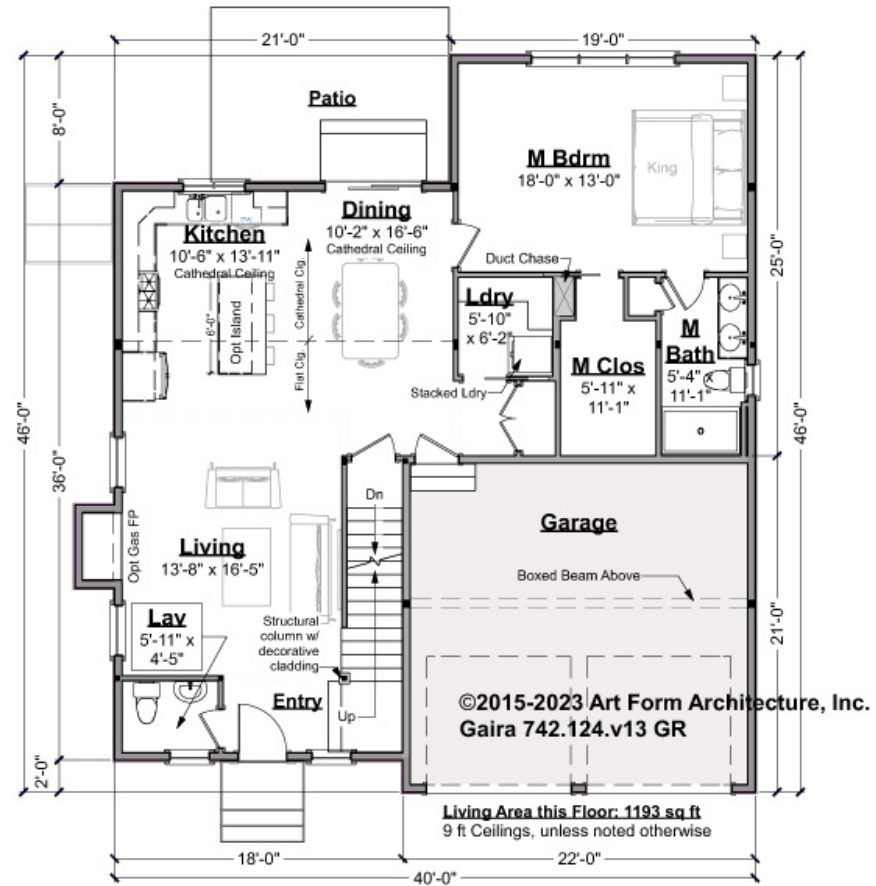 21'-0"
19'-0"
Patio
8'-0"
M Bdrm
18'-0" x 13'-0"
King
Kitchen
10'-6" x 13'-11"
Cathedral Ceiling
DW
Dining
10'-2" x 16'-6"
Cathedral Ceiling
Duct Chase
25'-0"
Cathedral Clg.
Flat Clg.
6'-0"
Opt Island
Ldry
5'-10"
x 6'-2"
Stacked Ldry
M Clos
5'-11" x
11'-1"
M
Bath
5'-4" x
11'-1"
46'-0"
36'-0"
46'-0"
Dn
Garage
Opt Gas FP
Living
13'-8" x 16'-5"
Boxed Beam Above
21'-0"
Lav
5'-11" x
4'-5"
Structural
column w/
decorative
cladding
Entry
Up
©2015-2023 Art Form Architecture, Inc.
Gaira 742.124.v13 GR
2'-0"
Living Area this Floor: 1193 sq ft
9 ft Ceilings, unless noted otherwise
18'-0"
22'-0"
40'-0"